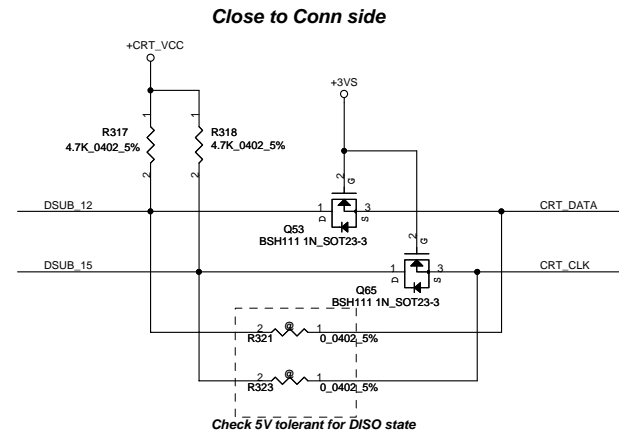 Close to Conn side
+CRT_VCC
+3VS
1
1
R317
4.7K_0402_5%
R318
4.7K_0402_5%
2
2
2
G
DSUB_12
1
3
CRT_DATA
D
S
Q53
BSH111 1N_SOT23-3
2
G
DSUB_15
1
3
CRT_CLK
D
S
Q65
BSH111 1N_SOT23-3
2
@
1
R321
0_0402_5%
2
@
1
R323
0_0402_5%
Check 5V tolerant for DISO state